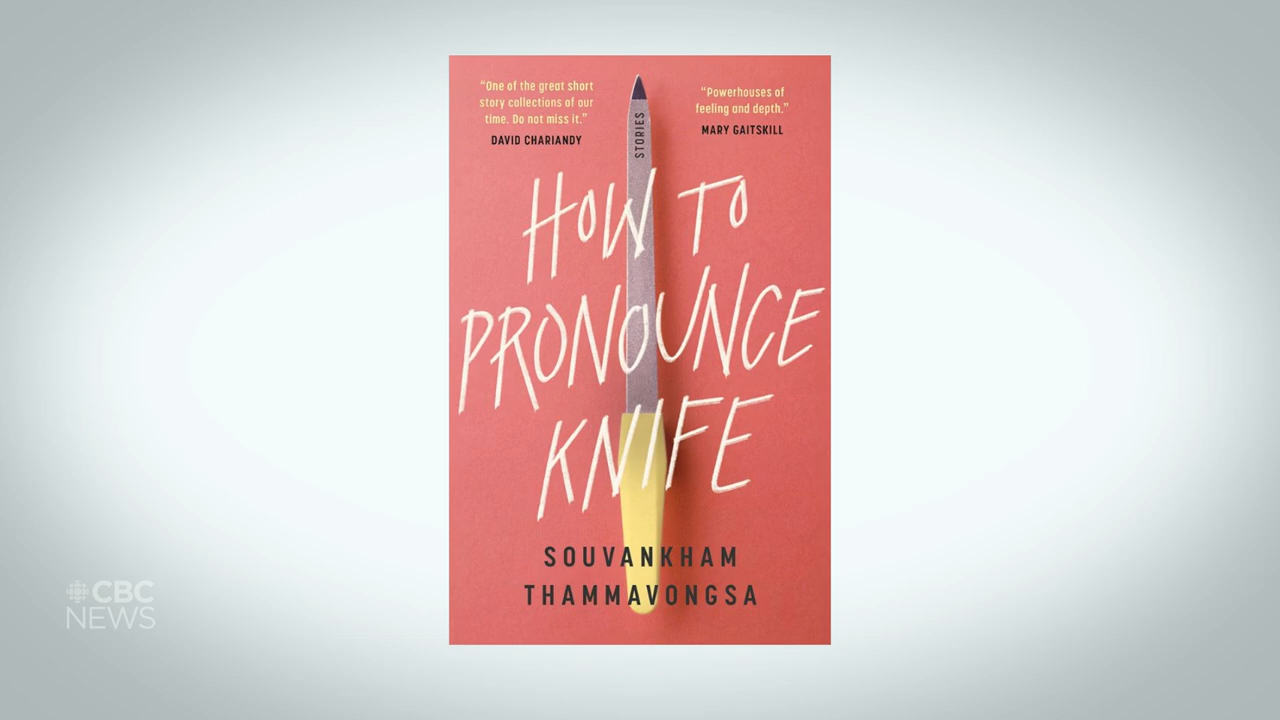 “One of the great short
story collections of our
time. Do not miss it.”
DAVID CHARIANDY
“Powerhouses of
feeling and depth.”
MARY GAITSKILL
STORIES
HOW TO
PRONOUNCE
KNIFE
SOUVANKHAM
THAMMAVONGSA
CBC
NEWS